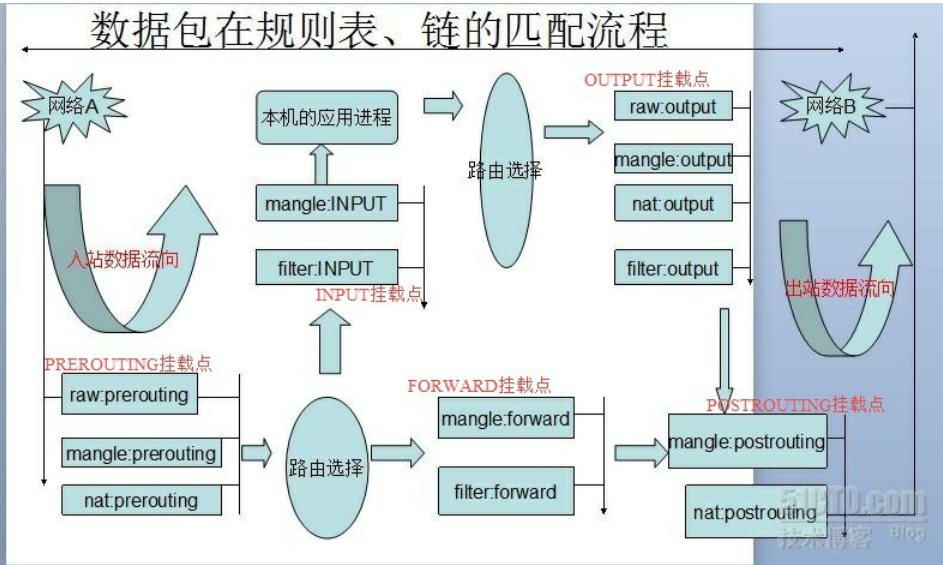 数据包在规则表、链的匹配流程
网络A
本机的应用进程
OUTPUT挂载点
raw:output
网络B
mangle:output
路由选择
mangle:INPUT
nat:output
入站数据流向
filter:INPUT
filter:output
INPUT挂载点
出站数据流向
PREROUTING挂载点
raw:prerouting
FORWARD挂载点
mangle:forward
POSTROUTING挂载点
mangle:prerouting
路由选择
mangle:postrouting
nat:prerouting
filter:forward
nat:postrouting
51CTO.com
技术博客 Blog